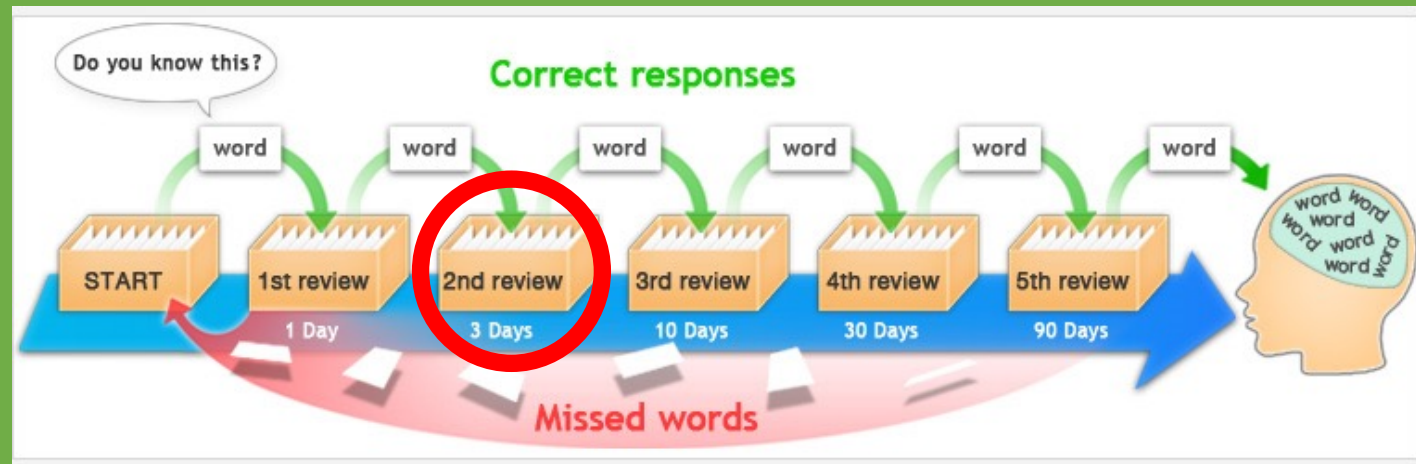 Do you know this?
Correct responses
word word word word word word
START 1st review 2nd review 3rd review 4th review 5th review
1 Day 3 Days 10 Days 30 Days 90 Days
Missed words
word word
word
word word
word word